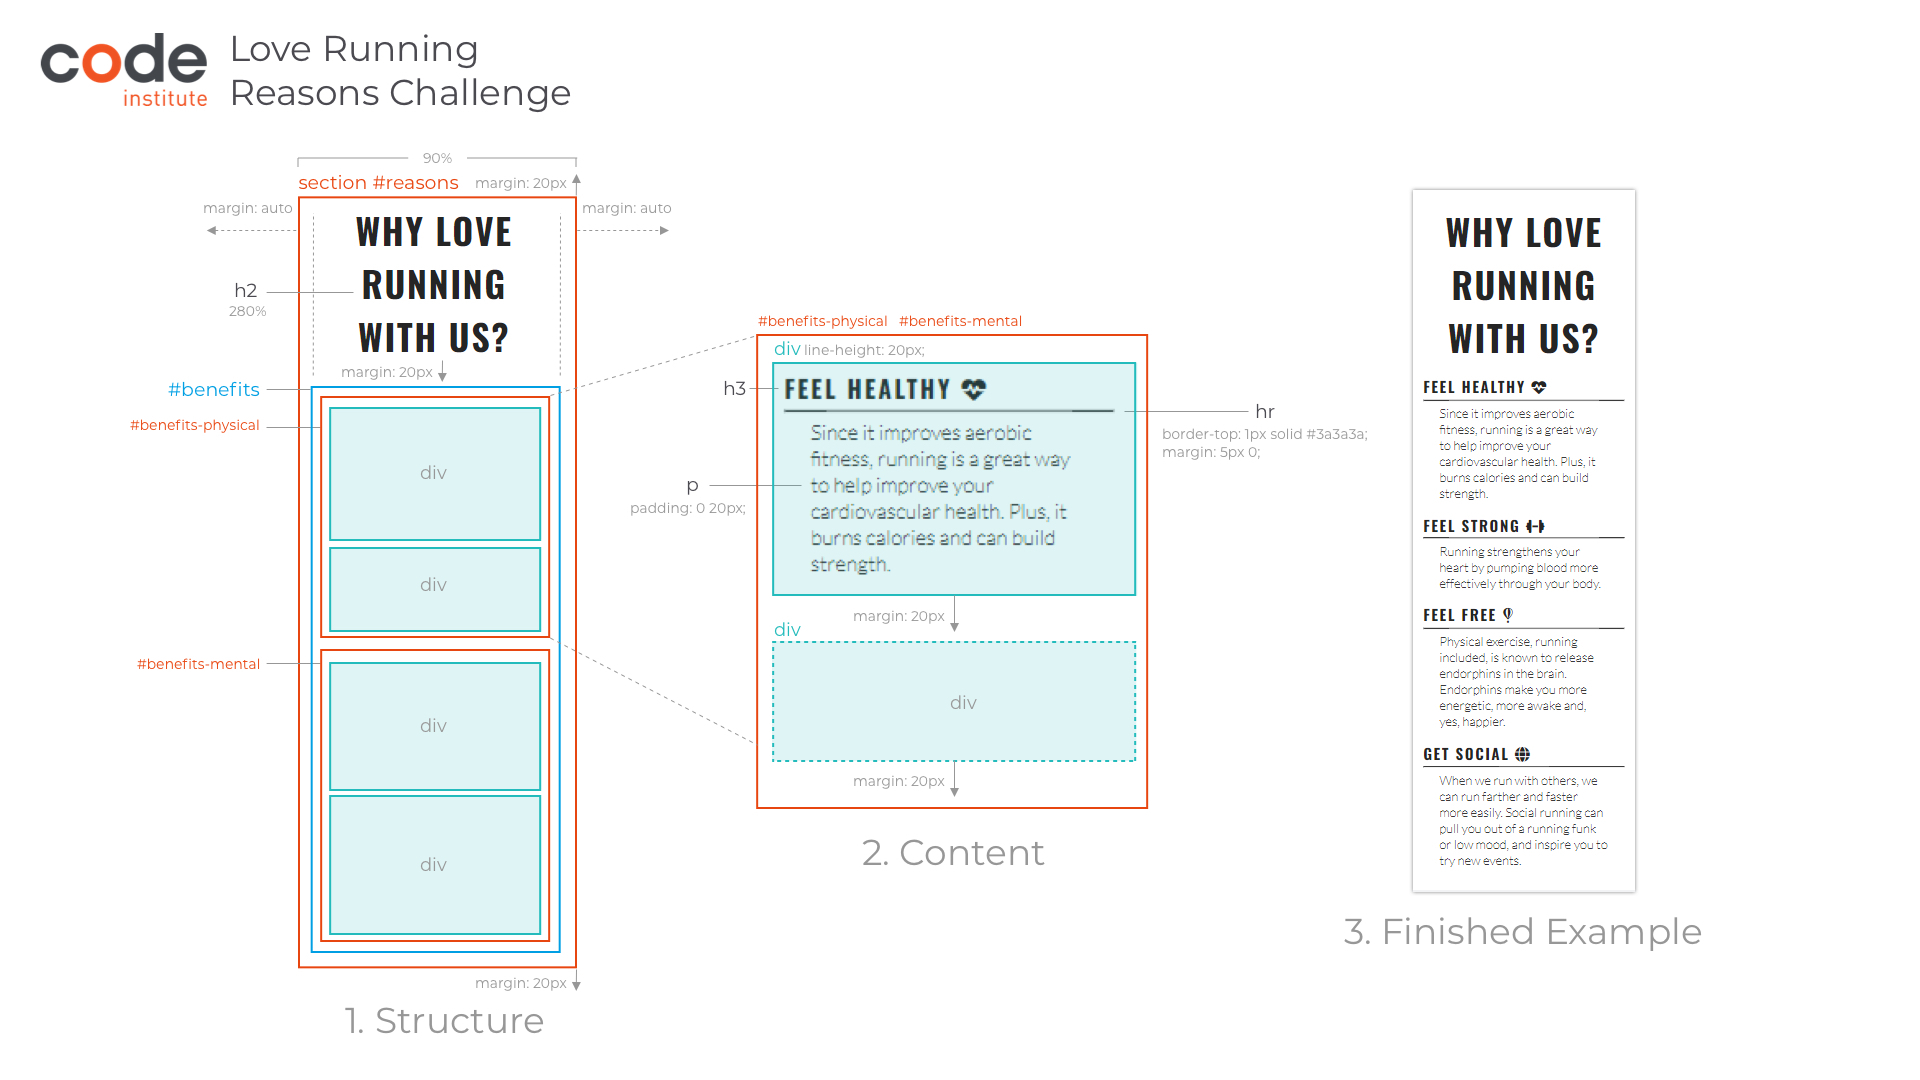 code
institute
Love Running
Reasons Challenge
90%
section #reasons
margin: 20px
margin: auto
margin: auto
WHY LOVE
RUNNING
WITH US?
h2
280%
margin: 20px
#benefits
#benefits-physical
div
div
#benefits-mental
div
div
margin: 20px
1. Structure
#benefits-physical #benefits-mental
div line-height: 20px;
h3
FEEL HEALTHY
hr
border-top: 1px solid #3a3a3a;
margin: 5px 0;
Since it improves aerobic
fitness, running is a great way
to help improve your
cardiovascular health. Plus, it
burns calories and can build
strength.
p
padding: 0 20px;
margin: 20px
div
div
margin: 20px
2. Content
WHY LOVE
RUNNING
WITH US?
FEEL HEALTHY
Since it improves aerobic
fitness, running is a great way
to help improve your
cardiovascular health. Plus, it
burns calories and can build
strength.
FEEL STRONG
Running strengthens your
heart by pumping blood more
effectively through your body.
FEEL FREE
Physical exercise, running
included, is known to release
endorphins in the brain.
Endorphins make you more
energetic, more awake and,
yes, happier.
GET SOCIAL
When we run with others, we
can run farther and faster
more easily. Social running can
pull you out of a running funk
or low mood, and inspire you to
try new events.
3. Finished Example